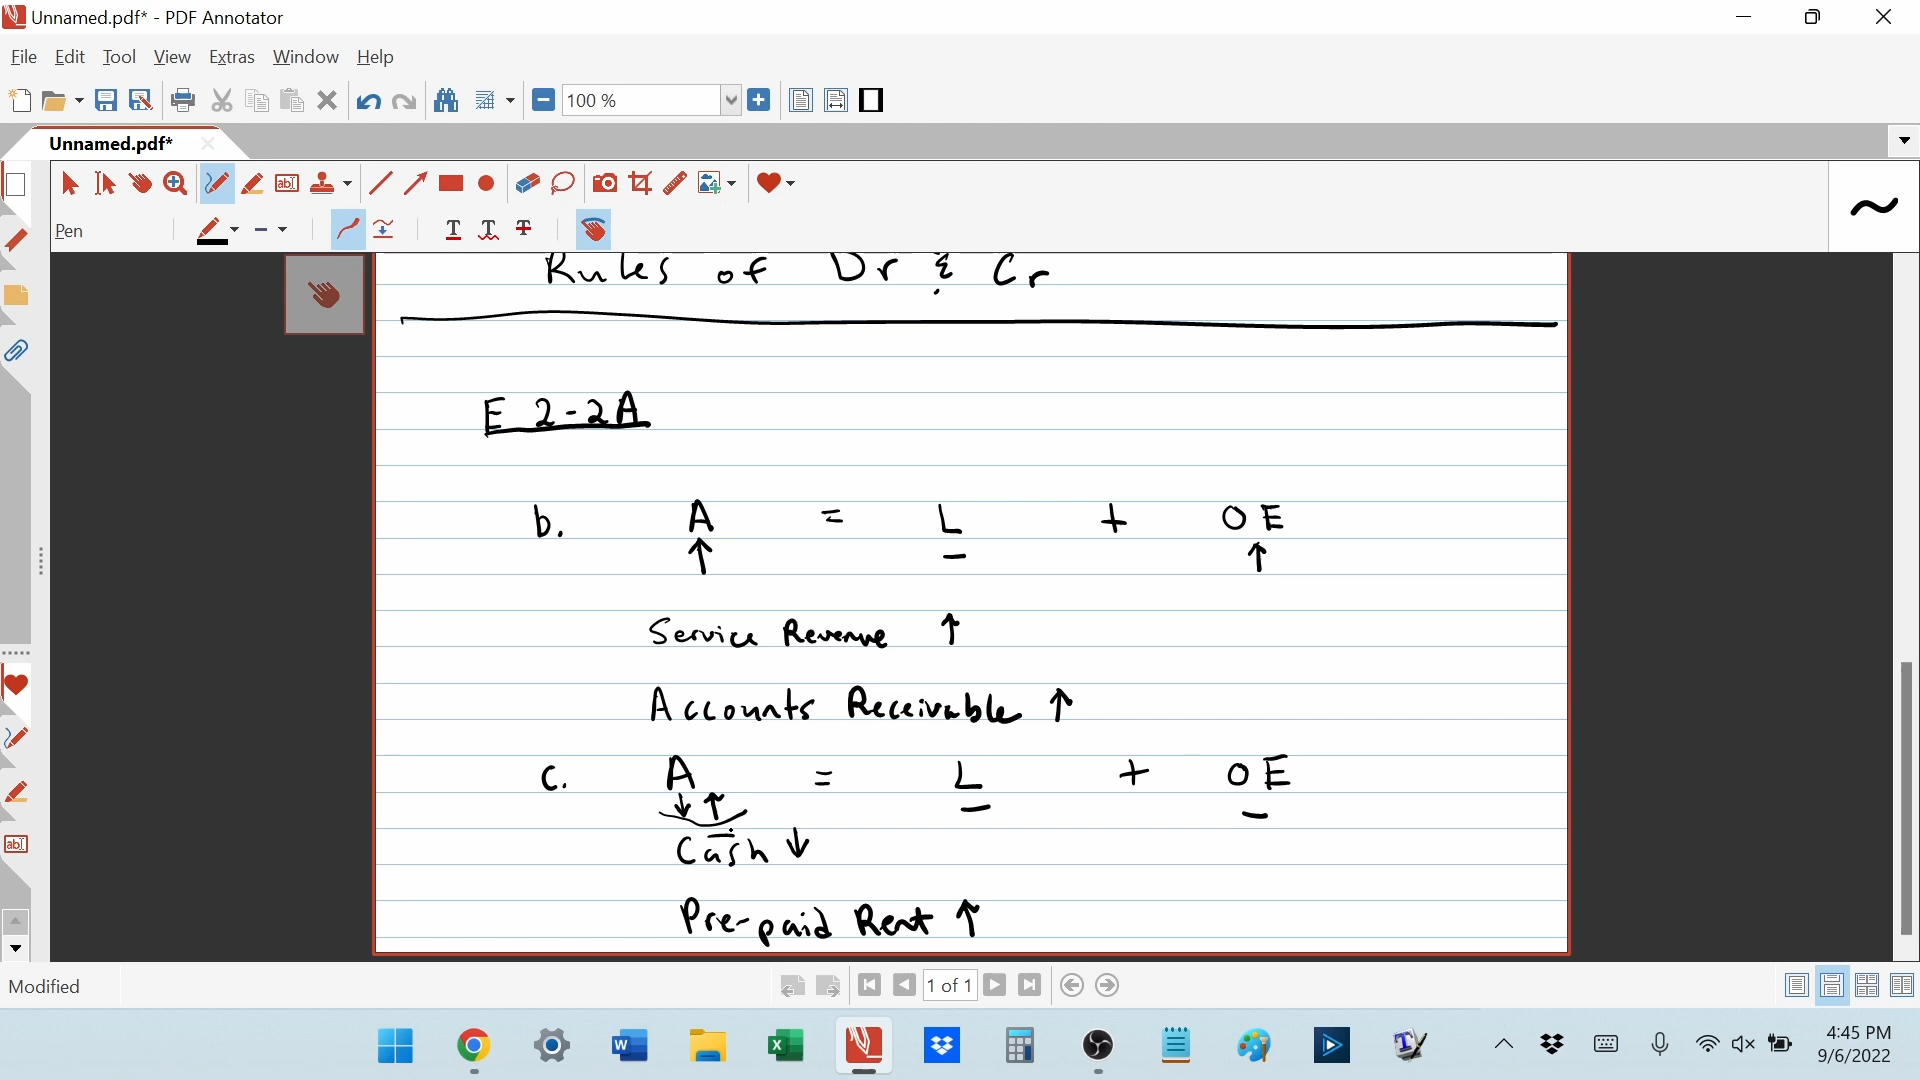 Unnamed.pdf* - PDF Annotator
File Edit Tool View Extras Window Help
100 %
Unnamed.pdf*
Pen
Rules of Dr & Cr
E 2-2A
b. A = L + OE
↑ – ↑
Service Revenue ↑
Accounts Receivable ↑
c. A = L + OE
↓ ↑ – –
Cash ↓
Pre-paid Rent ↑
Modified
1 of 1
4:45 PM
9/6/2022